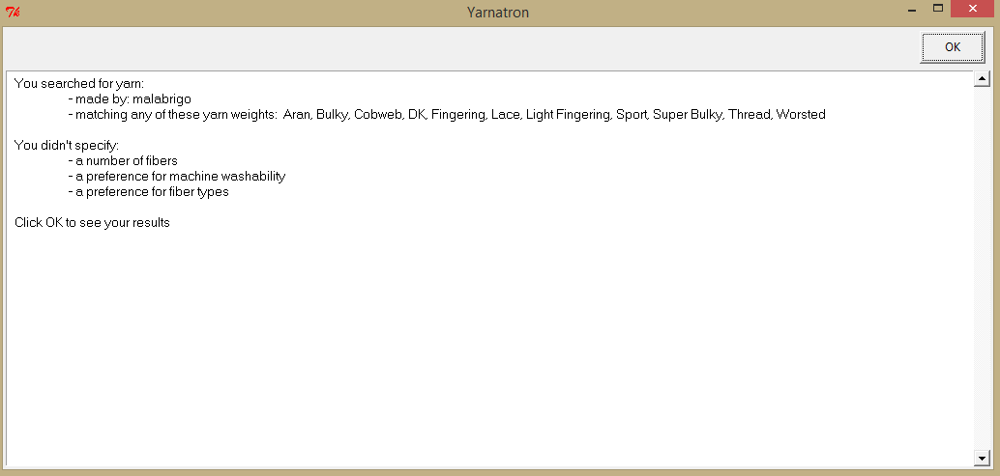 Tk
Yarnatron
OK
You searched for yarn:
- made by: malabrigo
- matching any of these yarn weights:  Aran, Bulky, Cobweb, DK, Fingering, Lace, Light Fingering, Sport, Super Bulky, Thread, Worsted
You didn't specify:
- a number of fibers
- a preference for machine washability
- a preference for fiber types
Click OK to see your results